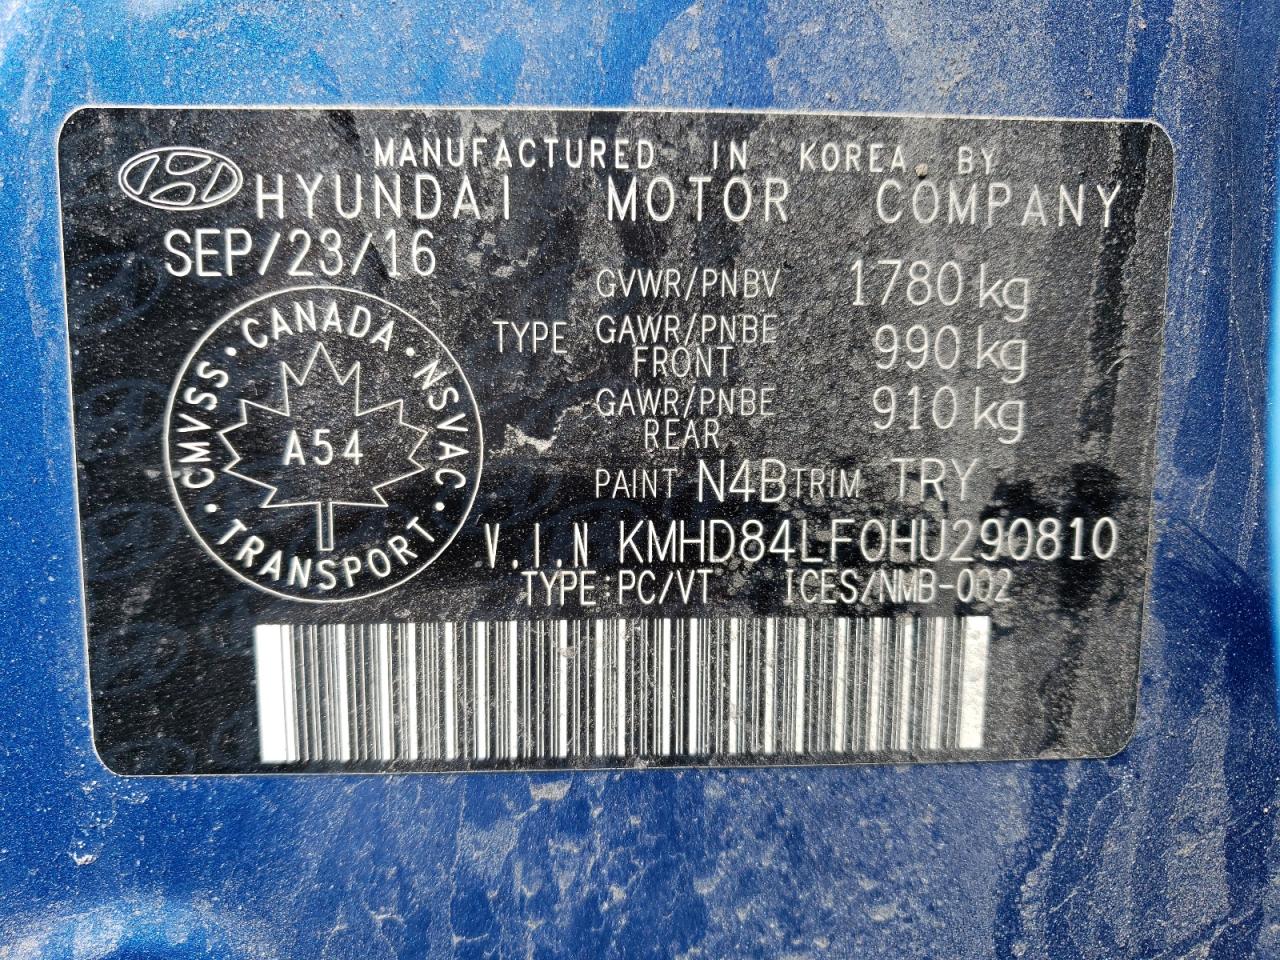 MANUFACTURED IN KOREA BY
HYUNDAI MOTOR COMPANY
SEP/23/16
GVWR/PNBV 1780 kg
TYPE GAWR/PNBE FRONT 990 kg
GAWR/PNBE REAR 910 kg
CMVSS · CANADA · NSVAC · TRANSPORT ·
A54
PAINT N4B TRIM TRY
V.I.N KMHD84LF0HU290810
TYPE:PC/VT ICES/NMB-002